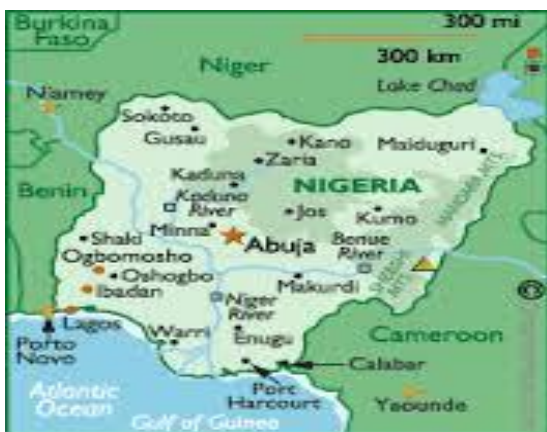 Burkina
Faso
300 mi
300 km
Niger
Lake Chad
Niamey
Sokoto
Gusau
Kano
Zaria
Maiduguri
Kaduna
Kaduna
River
NIGERIA
Benin
Minna
Jos
Kumo
Abuja
Shaki
Ogbomosho
Oshogbo
Ibadan
Benue
River
Makurdi
Niger
River
Lagos
Porto
Novo
Warri
Enugu
Cameroon
Calabar
Port
Harcourt
Atlantic
Ocean
Gulf of Guinea
Yaounde